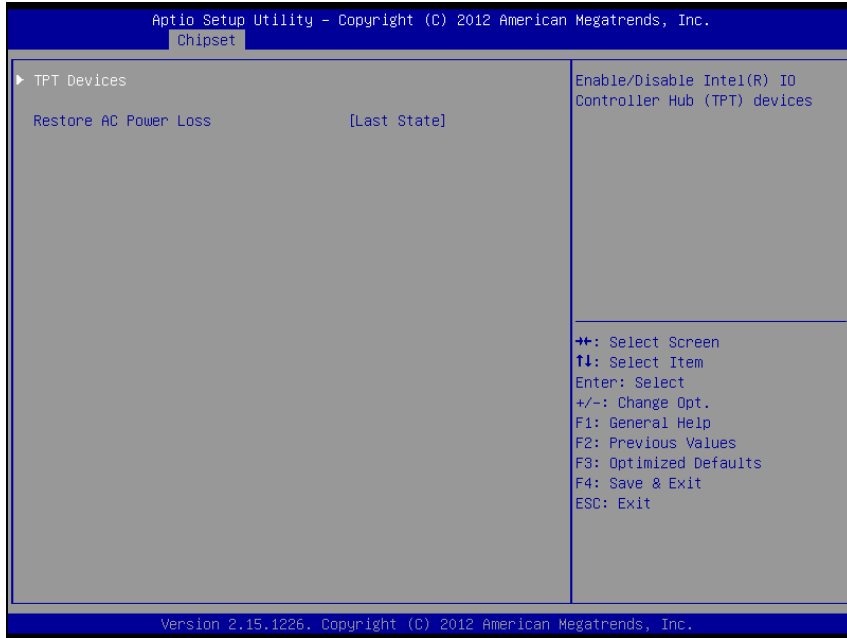 Aptio Setup Utility – Copyright (C) 2012 American Megatrends, Inc.
Chipset
▶ TPT Devices
Restore AC Power Loss [Last State]
Enable/Disable Intel(R) IO
Controller Hub (TPT) devices
→←: Select Screen
↑↓: Select Item
Enter: Select
+/-: Change Opt.
F1: General Help
F2: Previous Values
F3: Optimized Defaults
F4: Save & Exit
ESC: Exit
Version 2.15.1226. Copyright (C) 2012 American Megatrends, Inc.